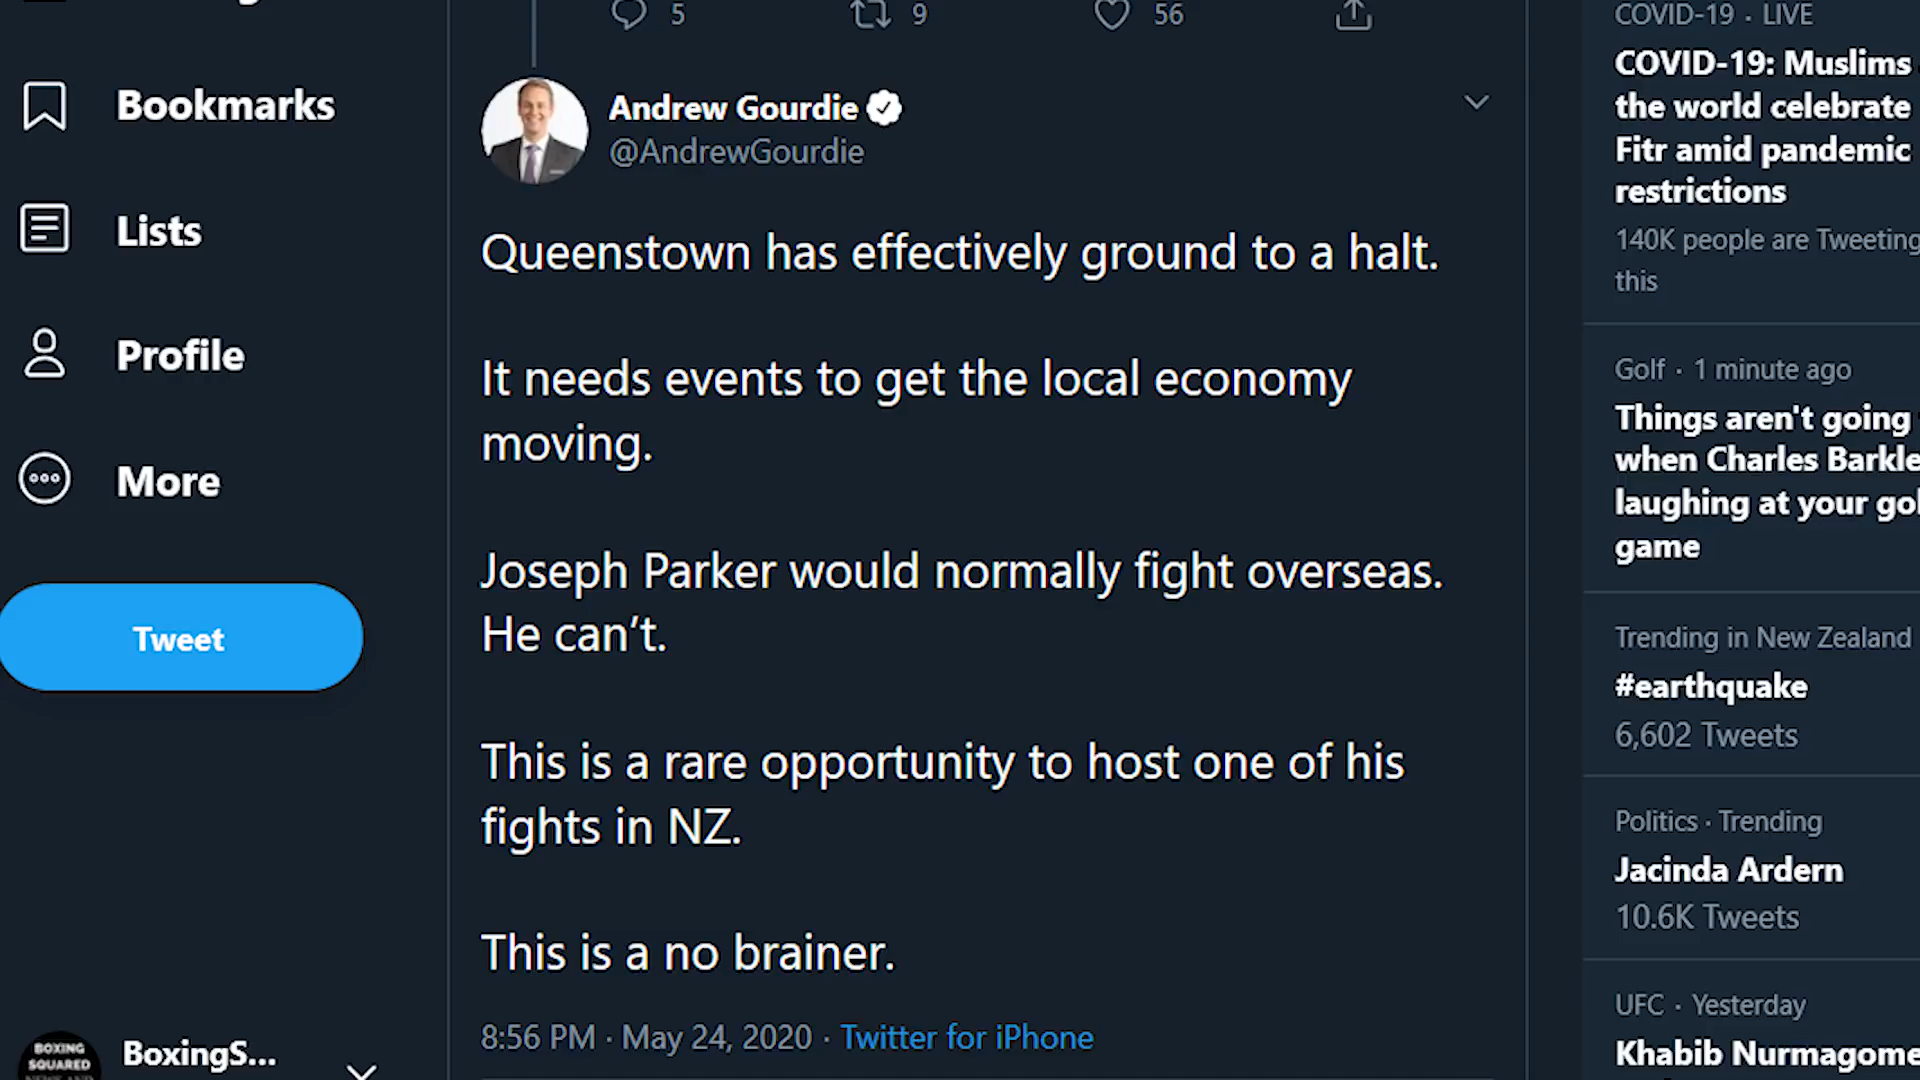 5 9 56
Bookmarks
Lists
Profile
More
Tweet
BOXING
SQUARED
BoxingS...
Andrew Gourdie
@AndrewGourdie
Queenstown has effectively ground to a halt.
It needs events to get the local economy
moving.
Joseph Parker would normally fight overseas.
He can’t.
This is a rare opportunity to host one of his
fights in NZ.
This is a no brainer.
8:56 PM · May 24, 2020 · Twitter for iPhone
COVID-19 · LIVE
COVID-19: Muslims
the world celebrate
Fitr amid pandemic
restrictions
140K people are Tweeting
this
Golf · 1 minute ago
Things aren't going
when Charles Barkle
laughing at your gol
game
Trending in New Zealand
#earthquake
6,602 Tweets
Politics · Trending
Jacinda Ardern
10.6K Tweets
UFC · Yesterday
Khabib Nurmagome